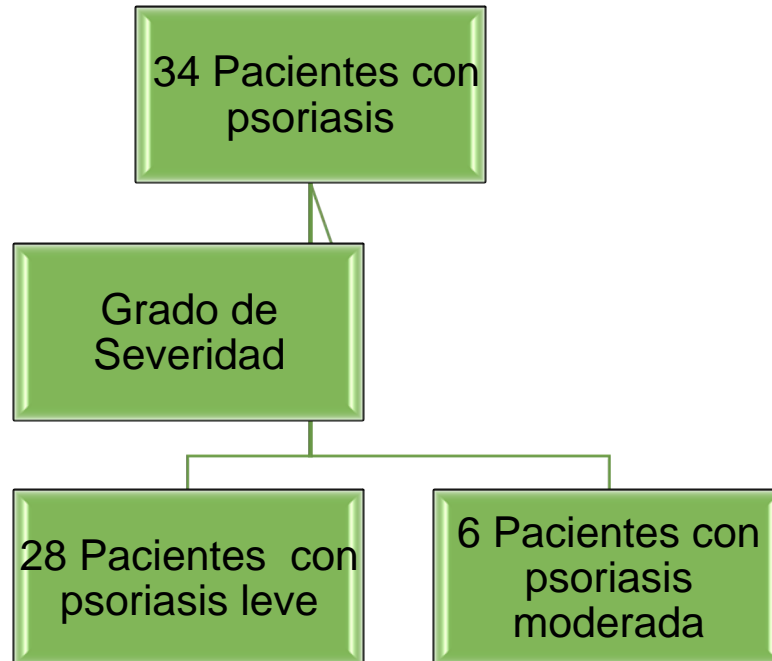 34 Pacientes con
psoriasis
Grado de
Severidad
28 Pacientes con
psoriasis leve
6 Pacientes con
psoriasis
moderada